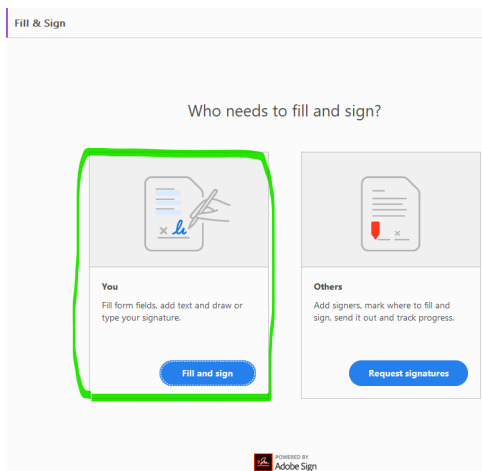 Fill & Sign
Who needs to fill and sign?
You
Fill form fields, add text and draw or
type your signature.
Fill and sign
Others
Add signers, mark where to fill and
sign, send it out and track progress.
Request signatures
POWERED BY
Adobe Sign